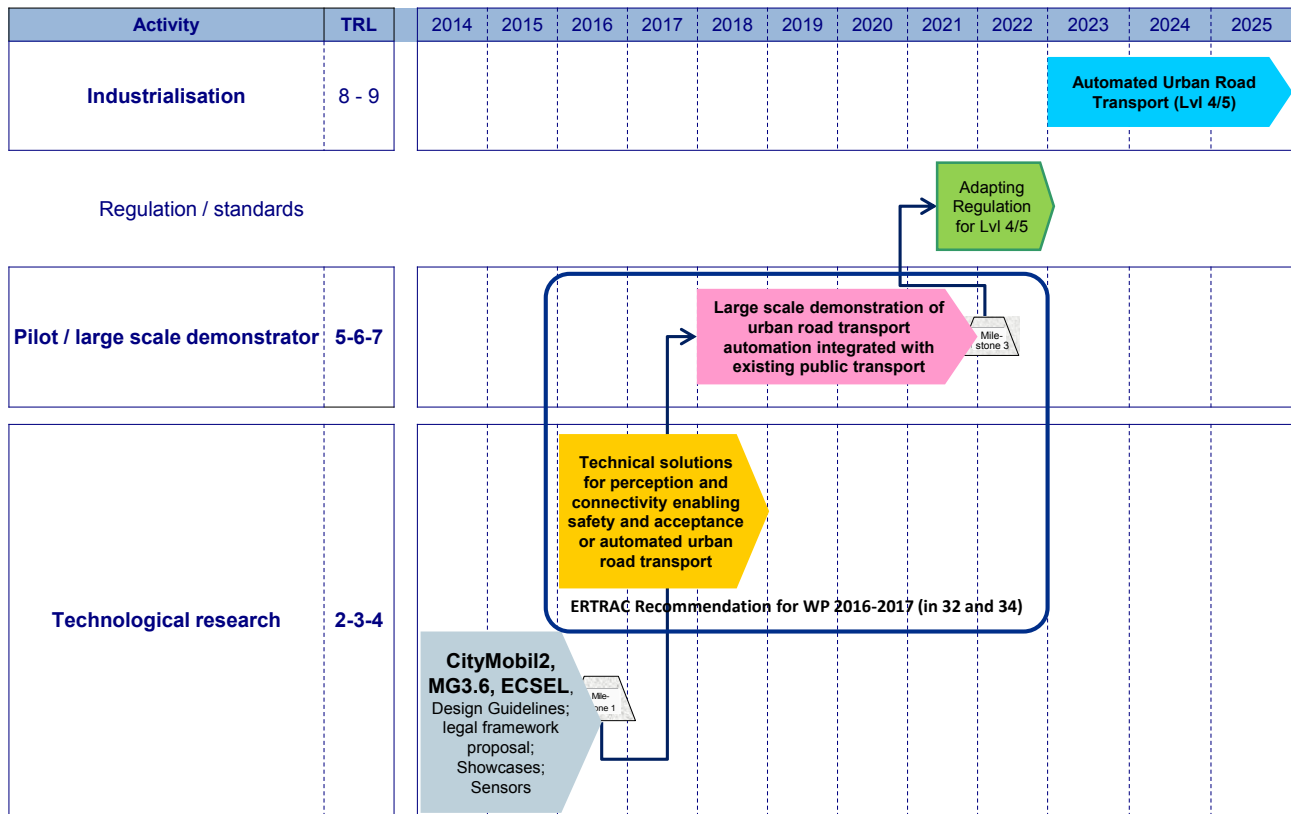 Activity TRL 2014 2015 2016 2017 2018 2019 2020 2021 2022 2023 2024 2025
Industrialisation 8 - 9
Automated Urban Road
Transport (Lvl 4/5)
Regulation / standards
Adapting
Regulation
for Lvl 4/5
Pilot / large scale demonstrator 5-6-7
Large scale demonstration of
urban road transport
automation integrated with
existing public transport
Mile-
stone 3
Technological research 2-3-4
Technical solutions
for perception and
connectivity enabling
safety and acceptance
or automated urban
road transport
ERTRAC Recommendation for WP 2016-2017 (in 32 and 34)
CityMobil2,
MG3.6, ECSEL,
Design Guidelines;
legal framework
proposal;
Showcases;
Sensors
Mile-
one 1